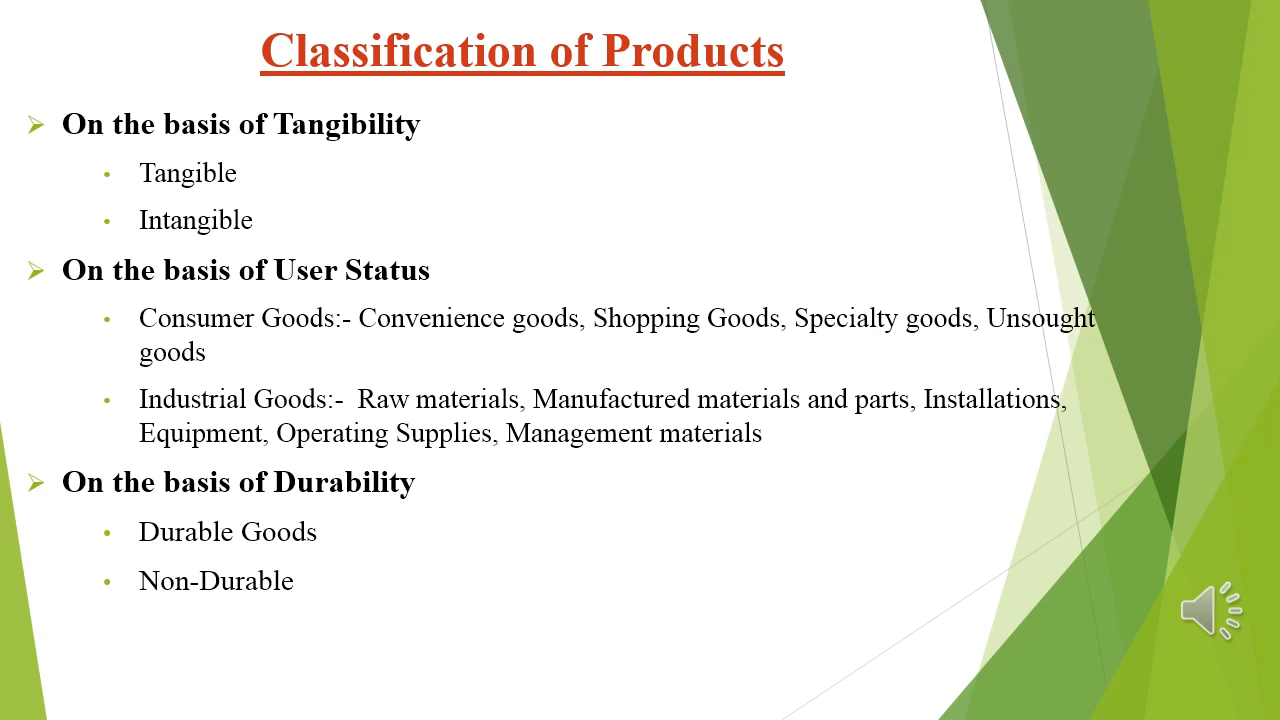 Classification of Products
On the basis of Tangibility
Tangible
Intangible
On the basis of User Status
Consumer Goods:- Convenience goods, Shopping Goods, Specialty goods, Unsought
goods
Industrial Goods:-  Raw materials, Manufactured materials and parts, Installations,
Equipment, Operating Supplies, Management materials
On the basis of Durability
Durable Goods
Non-Durable